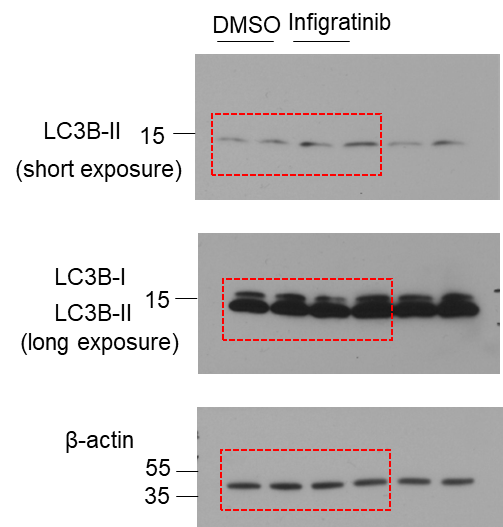 DMSO Infigratinib
LC3B-II 15
(short exposure)
LC3B-I
15
LC3B-II
(long exposure)
β-actin
55
35